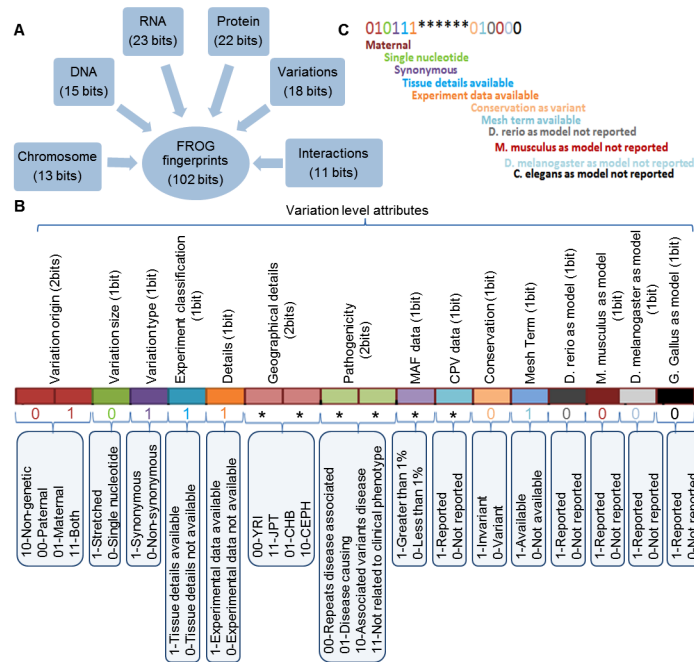 A
RNA
(23 bits)
Protein
(22 bits)
DNA
(15 bits)
Variations
(18 bits)
Chromosome
(13 bits)
FROG
fingerprints
(102 bits)
Interactions
(11 bits)
C
010111******010000
Maternal
Single nucleotide
Synonymous
Tissue details available
Experiment data available
Conservation as variant
Mesh term available
D. rerio as model not reported
M. musculus as model not reported
D. melanogaster as model not reported
C. elegans as model not reported
B
Variation level attributes
Variation origin (2bits)
Variation size (1bit)
Variation type (1bit)
Experiment classification
(1bit)
Details (1bit)
Geographical details
(2bits)
Pathogenicity
(2bits)
MAF data (1bit)
CPV data (1bit)
Conservation (1bit)
Mesh Term (1bit)
D. rerio as model (1bit)
M. musculus as model
(1bit)
D. melanogaster as model
(1bit)
G. Gallus as model (1bit)
0 1 0 1 1 1 * * * * * * 0 1 0 0 0 0
10-Non-genetic
00-Paternal
01-Maternal
11-Both
1-Stretched
0-Single nucleotide
1-Synonymous
0-Non-synonymous
1-Tissue details available
0-Tissue details not available
1-Experimental data available
0-Experimental data not available
00-YRI
11-JPT
01-CHB
10-CEPH
00-Repeats disease associated
01-Disease causing
10-Associated variants disease
11-Not related to clinical phenotype
1-Greater than 1%
0-Less than 1%
1-Reported
0-Not reported
1-Invariant
0-Variant
1-Available
0-Not available
1-Reported
0-Not reported
1-Reported
0-Not reported
1-Reported
0-Not reported
1-Reported
0-Not reported